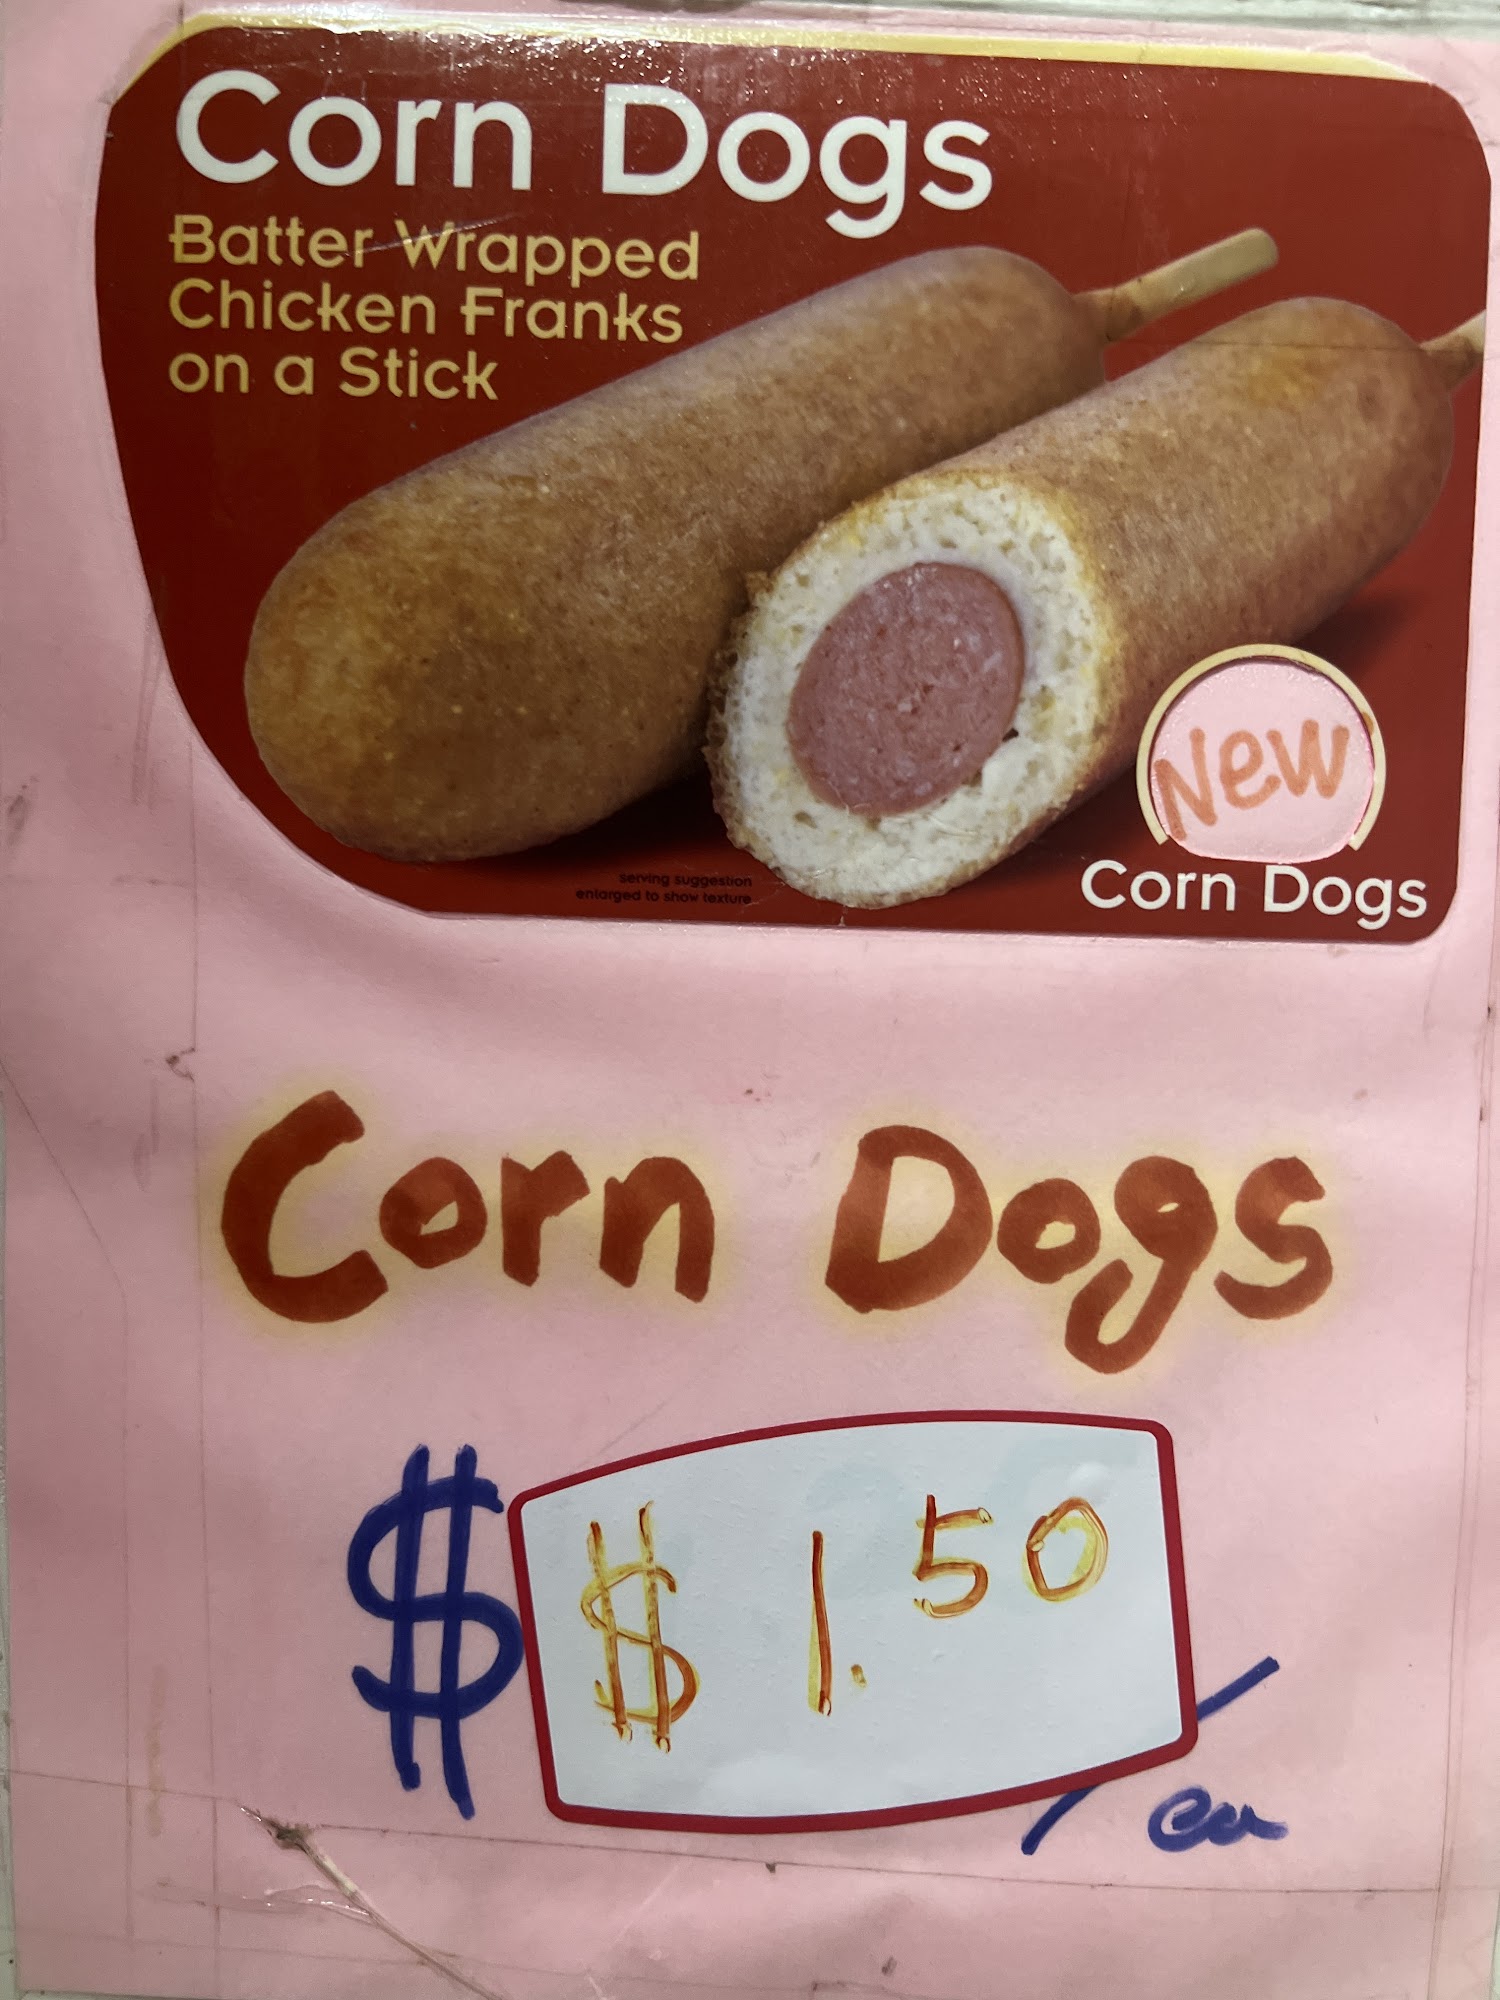 Corn Dogs
Batter Wrapped
Chicken Franks
on a Stick
New
Corn Dogs
serving suggestion
enlarged to show texture
Corn Dogs
$ $ 1.50 / ea